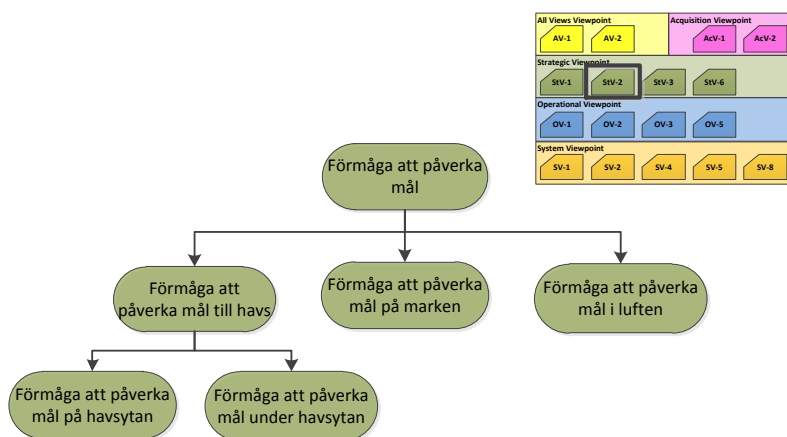 All Views Viewpoint
Acquisition Viewpoint
AV-1
AV-2
AcV-1
AcV-2
Strategic Viewpoint
StV-1
StV-2
StV-3
StV-6
Operational Viewpoint
OV-1
OV-2
OV-3
OV-5
System Viewpoint
SV-1
SV-2
SV-4
SV-5
SV-8
Förmåga att påverka
mål
Förmåga att
påverka mål till havs
Förmåga att påverka
mål på marken
Förmåga att påverka
mål i luften
Förmåga att påverka
mål på havsytan
Förmåga att påverka
mål under havsytan